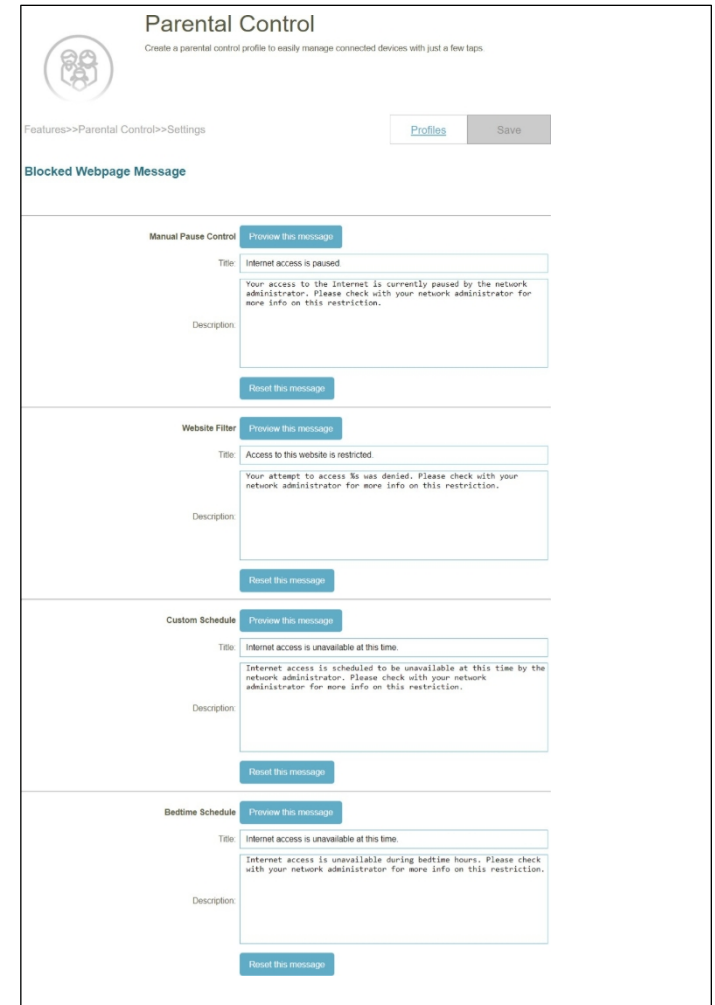 Parental Control
Create a parental control profile to easily manage connected devices with just a few taps.
Features>>Parental Control>>Settings
Profiles
Save
Blocked Webpage Message
Manual Pause Control
Preview this message
Title:
Internet access is paused.
Description:
Your access to the Internet is currently paused by the network
administrator. Please check with your network administrator for
more info on this restriction.
Reset this message
Website Filter
Preview this message
Title:
Access to this website is restricted.
Description:
Your attempt to access %s was denied. Please check with your
network administrator for more info on this restriction.
Reset this message
Custom Schedule
Preview this message
Title:
Internet access is unavailable at this time.
Description:
Internet access is scheduled to be unavailable at this time by the
network administrator. Please check with your network
administrator for more info on this restriction.
Reset this message
Bedtime Schedule
Preview this message
Title:
Internet access is unavailable at this time.
Description:
Internet access is unavailable during bedtime hours. Please check
with your network administrator for more info on this restriction.
Reset this message